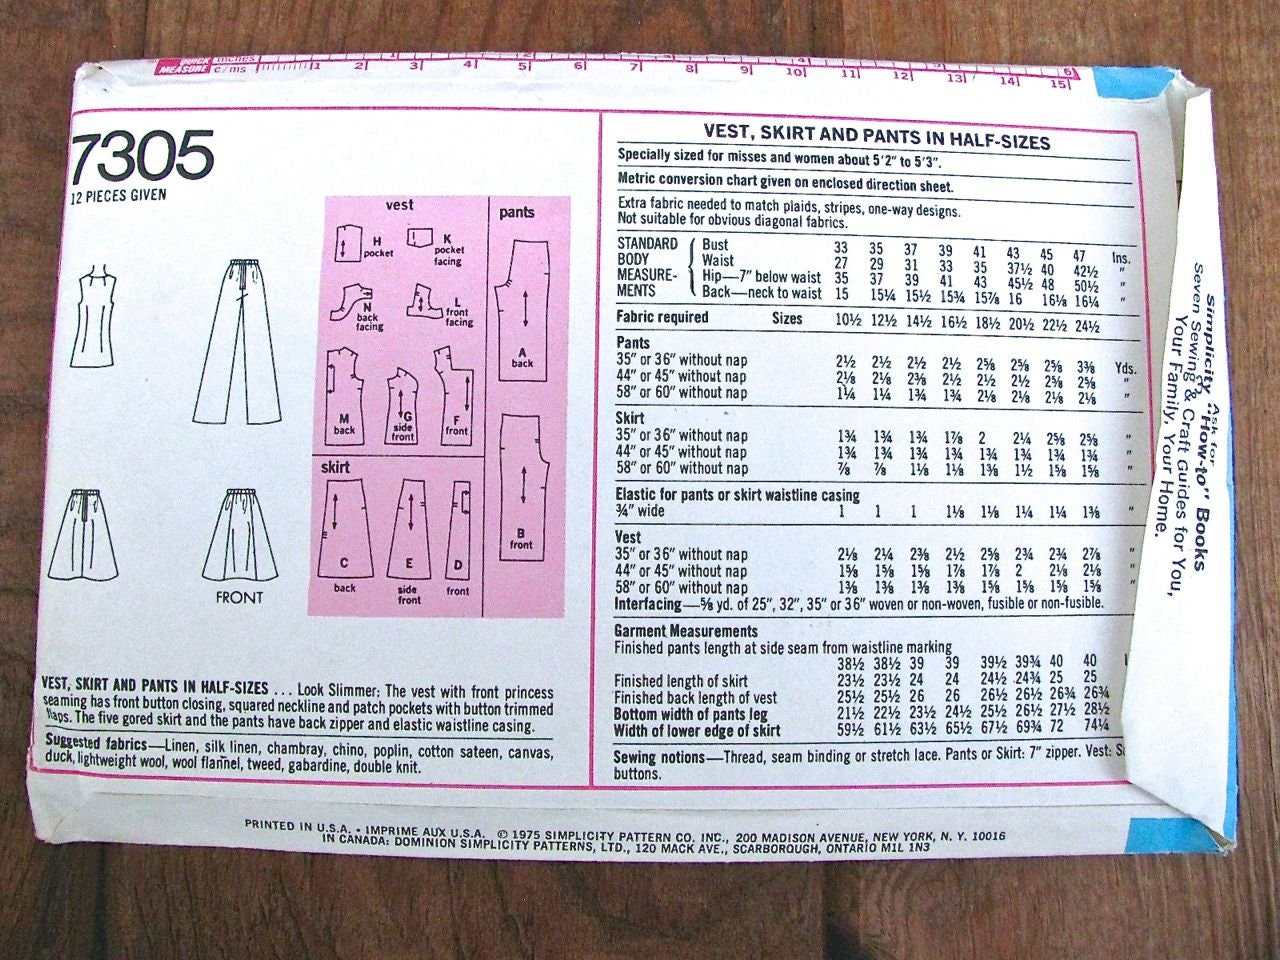 QUICK MEASURE inches
c/ms 1 2 3 4 5 6 7 8 9 10 11 12 13 14 15
7305
12 PIECES GIVEN
vest
pants
H
pocket
K
pocket
facing
N
back
facing
L
front
facing
A
back
M
back
G
side
front
F
front
skirt
B
front
C
back
E
side
front
D
front
FRONT
VEST, SKIRT AND PANTS IN HALF-SIZES ... Look Slimmer: The vest with front princess
seaming has front button closing, squared neckline and patch pockets with button trimmed
flaps. The five gored skirt and the pants have back zipper and elastic waistline casing.
Suggested fabrics—Linen, silk linen, chambray, chino, poplin, cotton sateen, canvas,
duck, lightweight wool, wool flannel, tweed, gabardine, double knit.
VEST, SKIRT AND PANTS IN HALF-SIZES
Specially sized for misses and women about 5'2" to 5'3".
Metric conversion chart given on enclosed direction sheet.
Extra fabric needed to match plaids, stripes, one-way designs.
Not suitable for obvious diagonal fabrics.
STANDARD BODY MEASURE-MENTS
Bust 33 35 37 39 41 43 45 47 Ins.
Waist 27 29 31 33 35 37½ 40 42½ "
Hip—7" below waist 35 37 39 41 43 45½ 48 50½ "
Back—neck to waist 15 15¼ 15½ 15¾ 15⅞ 16 16⅛ 16¼ "
Fabric required Sizes 10½ 12½ 14½ 16½ 18½ 20½ 22½ 24½
Pants
35" or 36" without nap 2½ 2½ 2½ 2½ 2⅝ 2⅝ 2⅝ 3⅜ Yds.
44" or 45" without nap 2⅛ 2⅛ 2⅜ 2½ 2½ 2½ 2⅝ 2⅝ "
58" or 60" without nap 1¼ 1¼ 1¾ 1¾ 2⅛ 2⅛ 2⅛ 2⅛ "
Skirt
35" or 36" without nap 1¾ 1¾ 1¾ 1⅞ 2 2¼ 2⅝ 2⅝ "
44" or 45" without nap 1¾ 1¾ 1¾ 1¾ 1¾ 1¾ 1¾ 1¾ "
58" or 60" without nap ⅞ ⅞ 1⅛ 1⅛ 1⅜ 1½ 1⅝ 1⅝ "
Elastic for pants or skirt waistline casing
¾" wide 1 1 1 1⅛ 1⅛ 1¼ 1¼ 1⅜ "
Vest
35" or 36" without nap 2⅛ 2¼ 2⅜ 2½ 2⅝ 2¾ 2¾ 2⅞ "
44" or 45" without nap 1⅝ 1⅝ 1⅝ 1⅞ 1⅞ 2 2⅛ 2⅛ "
58" or 60" without nap 1⅜ 1⅜ 1⅜ 1⅜ 1⅝ 1⅝ 1⅝ 1⅝ "
Interfacing—⅝ yd. of 25", 32", 35" or 36" woven or non-woven, fusible or non-fusible.
Garment Measurements
Finished pants length at side seam from waistline marking
38½ 38½ 39 39 39½ 39¾ 40 40
Finished length of skirt 23½ 23½ 24 24 24½ 24¾ 25 25
Finished back length of vest 25½ 25½ 26 26 26½ 26½ 26¾ 26¾
Bottom width of pants leg 21½ 22½ 23½ 24½ 25½ 26½ 27½ 28½
Width of lower edge of skirt 59½ 61½ 63½ 65½ 67½ 69¾ 72 74¼
Sewing notions—Thread, seam binding or stretch lace. Pants or Skirt: 7" zipper. Vest:
buttons.
Ask for
Simplicity "How-to" Books
Seven Sewing & Craft Guides for You,
Your Family, Your Home.
PRINTED IN U.S.A. • IMPRIME AUX U.S.A. © 1975 SIMPLICITY PATTERN CO. INC., 200 MADISON AVENUE, NEW YORK, N. Y. 10016
IN CANADA: DOMINION SIMPLICITY PATTERNS, LTD., 120 MACK AVE., SCARBOROUGH, ONTARIO M1L 1N3